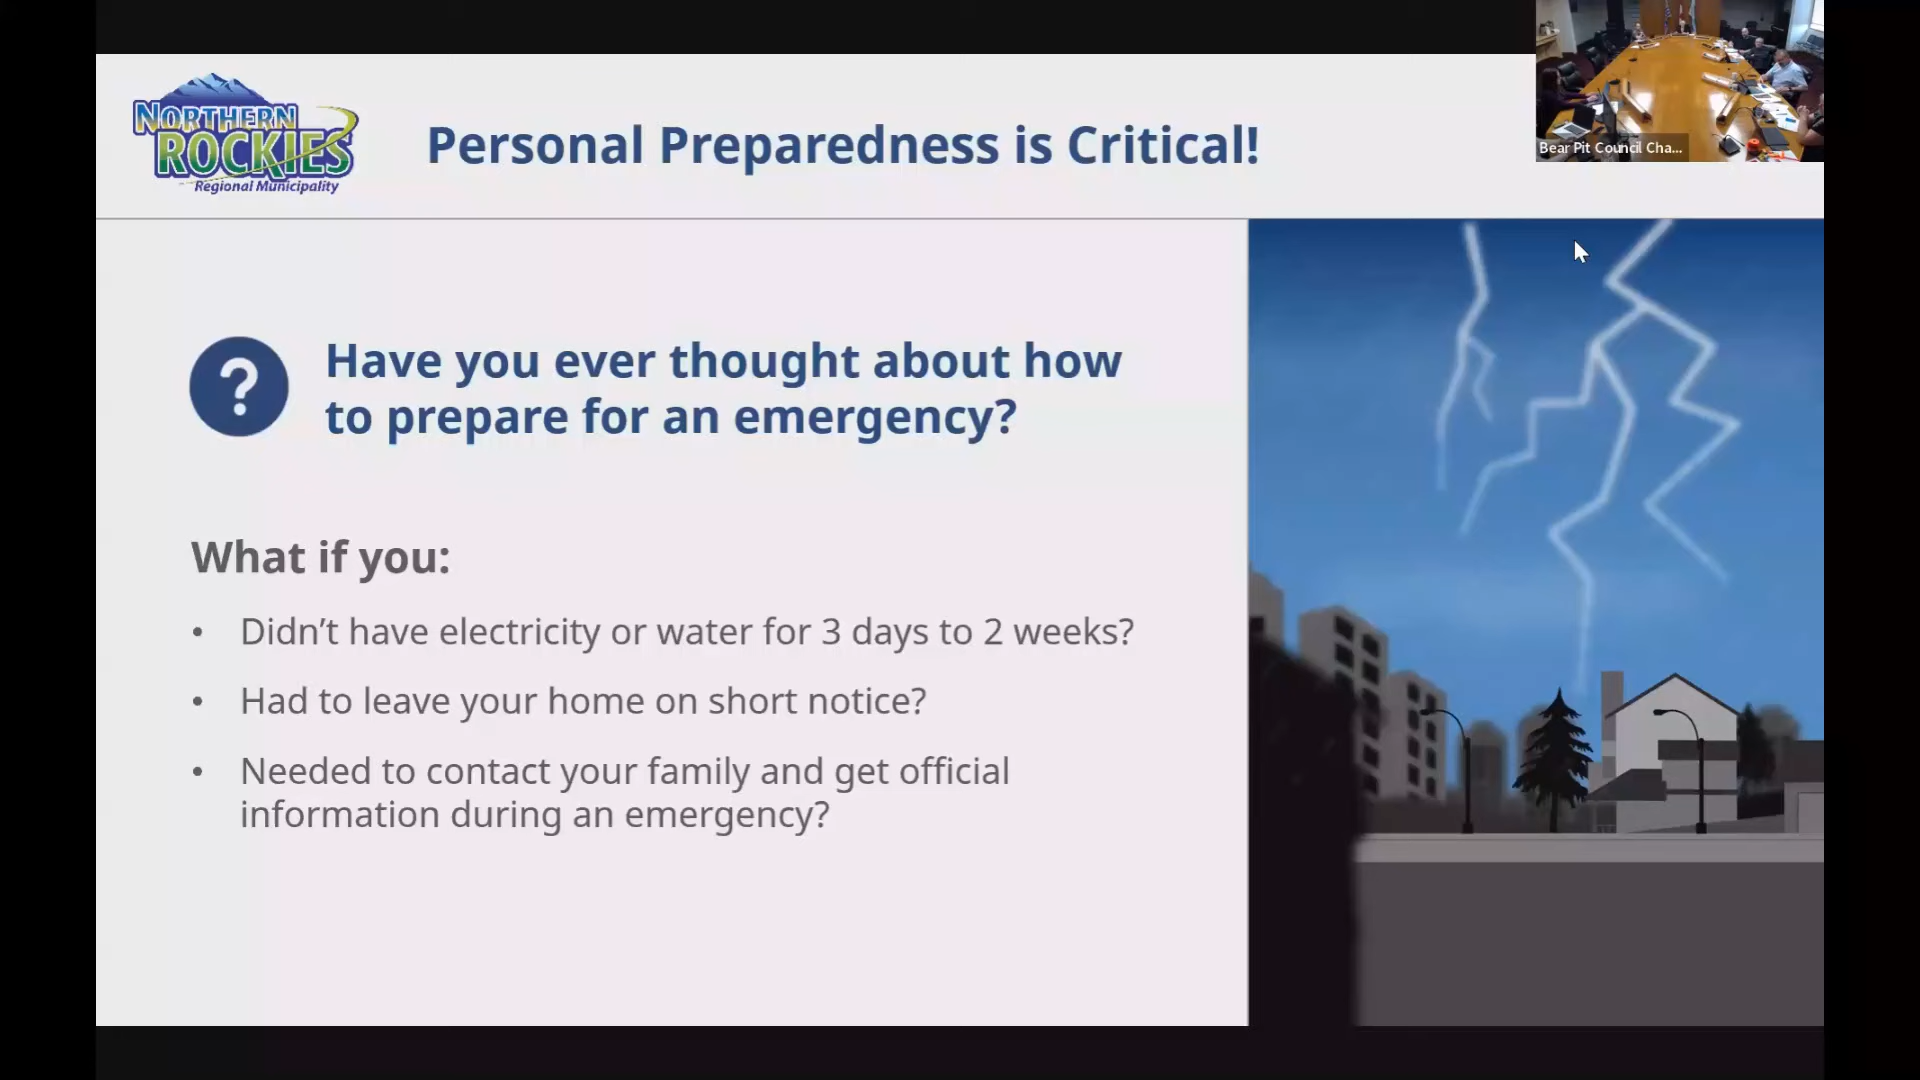 NORTHERN
ROCKIES
Regional Municipality
Personal Preparedness is Critical!
Bear Pit Council Cha...
?
Have you ever thought about how
to prepare for an emergency?
What if you:
• Didn’t have electricity or water for 3 days to 2 weeks?
• Had to leave your home on short notice?
• Needed to contact your family and get official
information during an emergency?